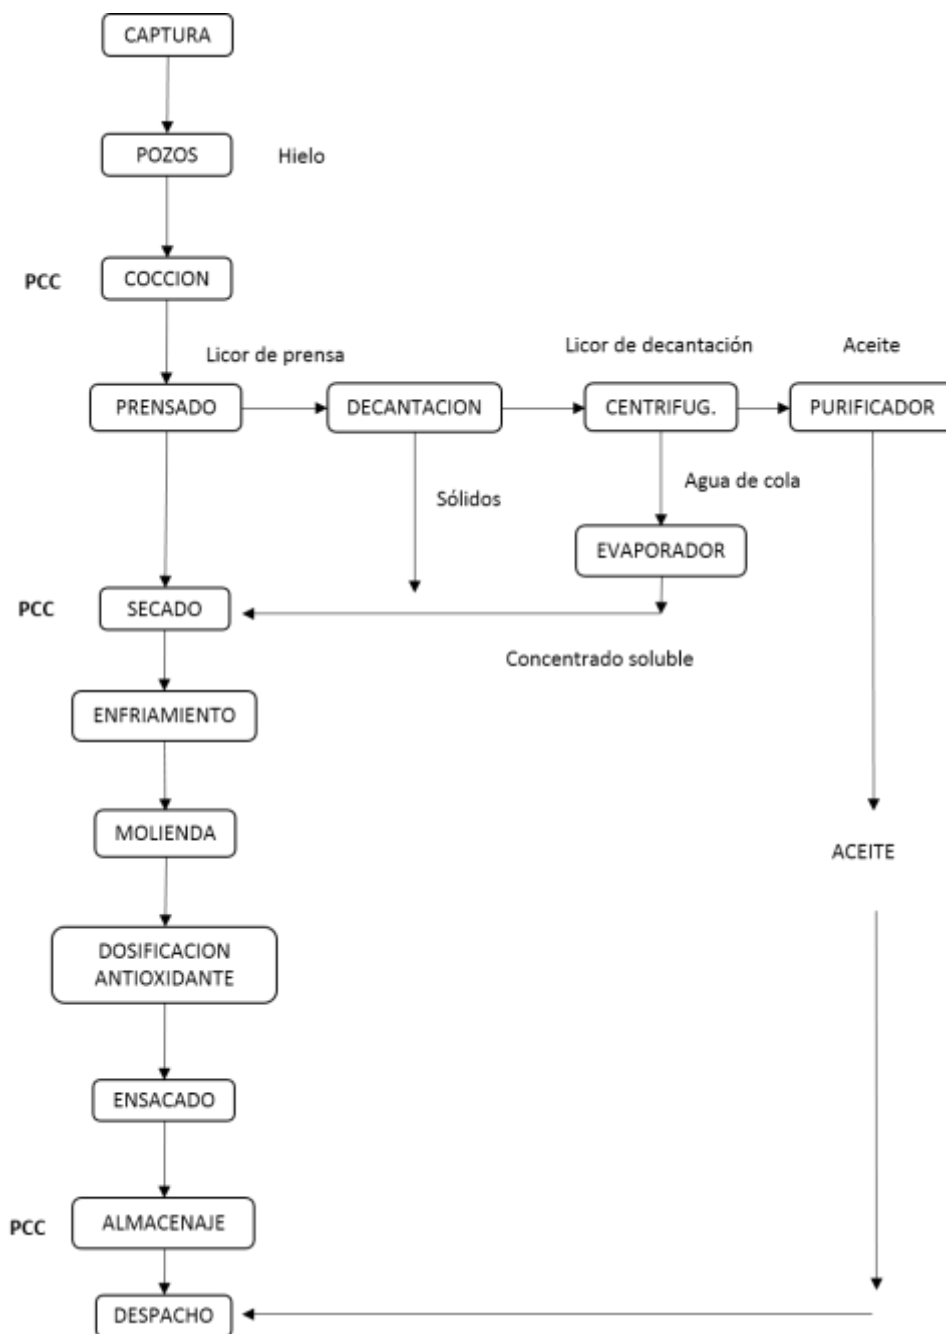 CAPTURA
POZOS
Hielo
PCC
COCCION
Licor de prensa
Licor de decantación
Aceite
PRENSADO
DECANTACION
CENTRIFUG.
PURIFICADOR
Sólidos
Agua de cola
EVAPORADOR
PCC
SECADO
Concentrado soluble
ENFRIAMIENTO
MOLIENDA
ACEITE
DOSIFICACION
ANTIOXIDANTE
ENSACADO
PCC
ALMACENAJE
DESPACHO